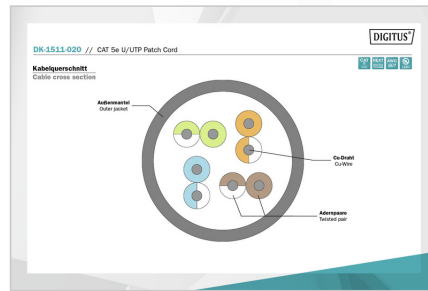 DIGITUS®
DK-1511-020 // CAT 5e U/UTP Patch Cord
Kabelquerschnitt
Cable cross section
Außenmantel
Outer jacket
Cu-Draht
Cu-Wire
Adernpaare
Twisted pair